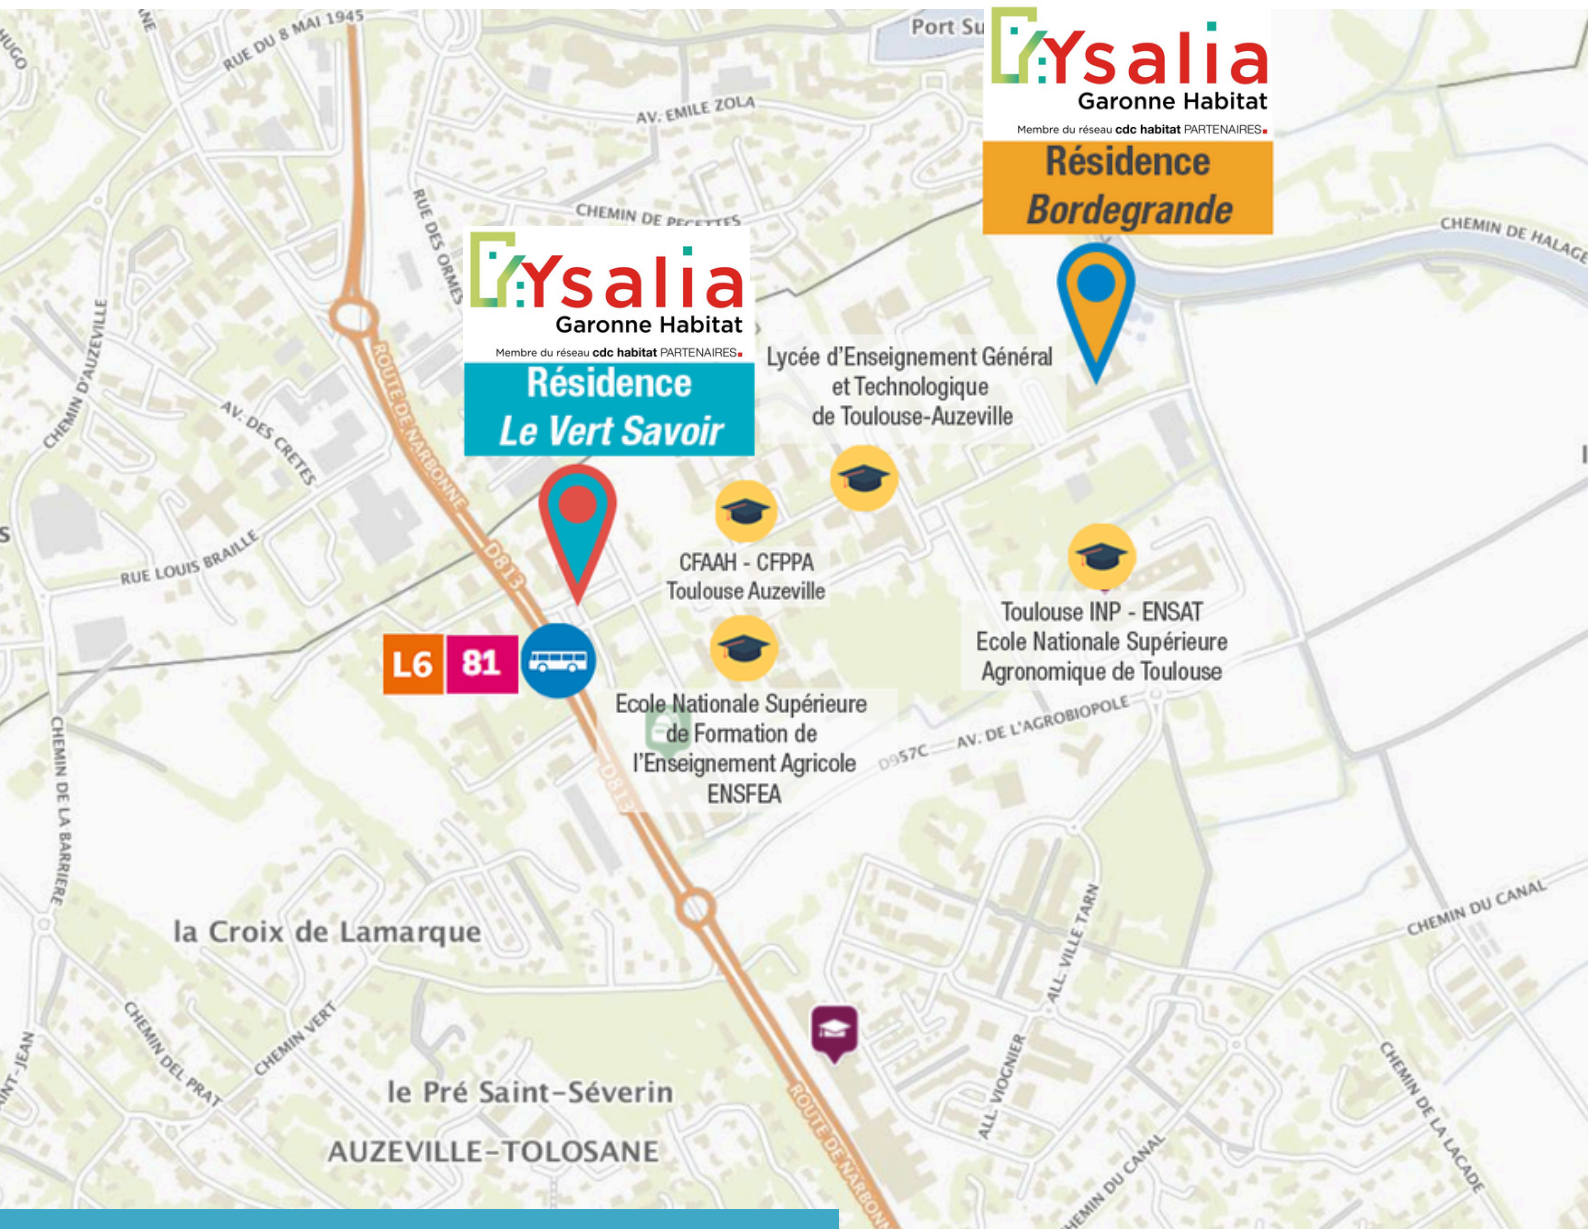 HUGO
ANE
RUE DU 8 MAI 1945
Port Su
AV. EMILE ZOLA
Ysalia
Garonne Habitat
Membre du réseau cdc habitat PARTENAIRES
Résidence
Bordegrande
CHEMIN DE HALAGE
RUE DES ORMES
CHEMIN DE PECETTES
Ysalia
Garonne Habitat
Membre du réseau cdc habitat PARTENAIRES
Résidence
Le Vert Savoir
CHEMIN D'AUZEVILLE
ROUTE DE NARBONNE
AV. DES CRETES
Lycée d'Enseignement Général
et Technologique
de Toulouse-Auzeville
RUE LOUIS BRAILLE
D813
CFAAH - CFPPA
Toulouse Auzeville
Toulouse INP - ENSAT
Ecole Nationale Supérieure
Agronomique de Toulouse
L6
81
Ecole Nationale Supérieure
de Formation de
l'Enseignement Agricole
ENSFEA
D813
D957C
AV. DE L'AGROBIOPOLE
CHEMIN DE LA BARRIERE
la Croix de Lamarque
ALL. VILLE TARN
CHEMIN DU CANAL
CHEMIN DEL PRAT
CHEMIN VERT
AINT-JEAN
le Pré Saint-Séverin
AUZEVILLE-TOLOSANE
ALL. VIOGNIER
ROUTE DE NARBONN
CHEMIN DE LA LACADE
HEMIN DU CANAL